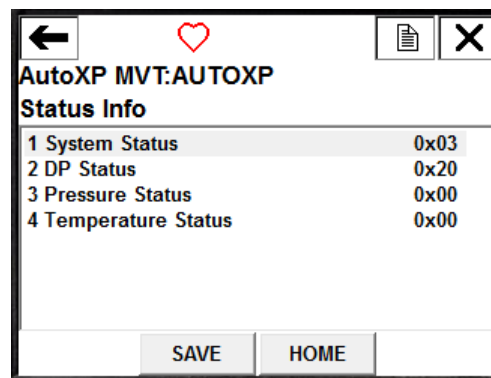 AutoXP MVT:AUTOXP
Status Info
1 System Status 0x03
2 DP Status 0x20
3 Pressure Status 0x00
4 Temperature Status 0x00
SAVE HOME